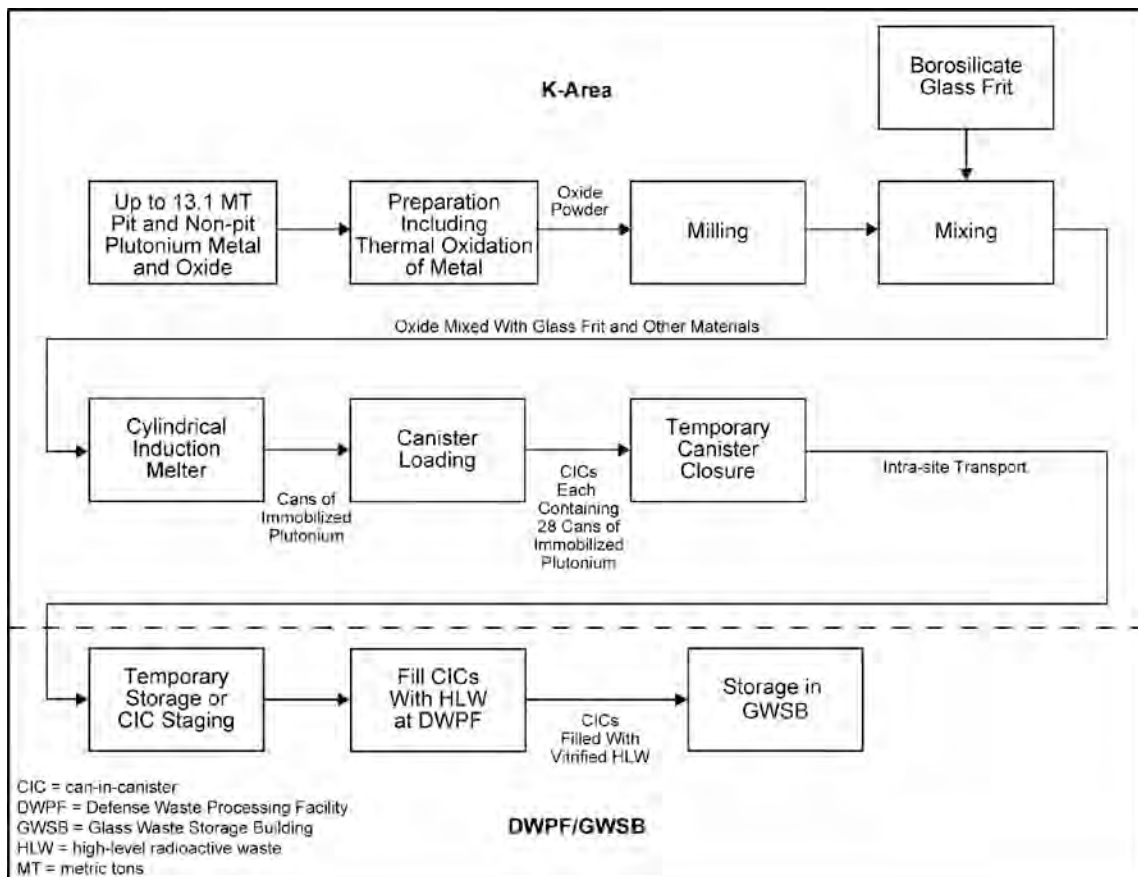 K-Area
Borosilicate
Glass Frit
Up to 13.1 MT
Pit and Non-pit
Plutonium Metal
and Oxide
Preparation
Including
Thermal Oxidation
of Metal
Oxide
Powder
Milling
Mixing
Oxide Mixed With Glass Frit and Other Materials
Cylindrical
Induction
Melter
Cans of
Immobilized
Plutonium
Canister
Loading
CICs
Each
Containing
28 Cans of
Immobilized
Plutonium
Temporary
Canister
Closure
Intra-site Transport
Temporary
Storage or
CIC Staging
Fill CICs
With HLW
at DWPF
CICs
Filled With
Vitrified HLW
Storage in
GWSB
CIC = can-in-canister
DWPF = Defense Waste Processing Facility
GWSB = Glass Waste Storage Building
HLW = high-level radioactive waste
MT = metric tons
DWPF/GWSB